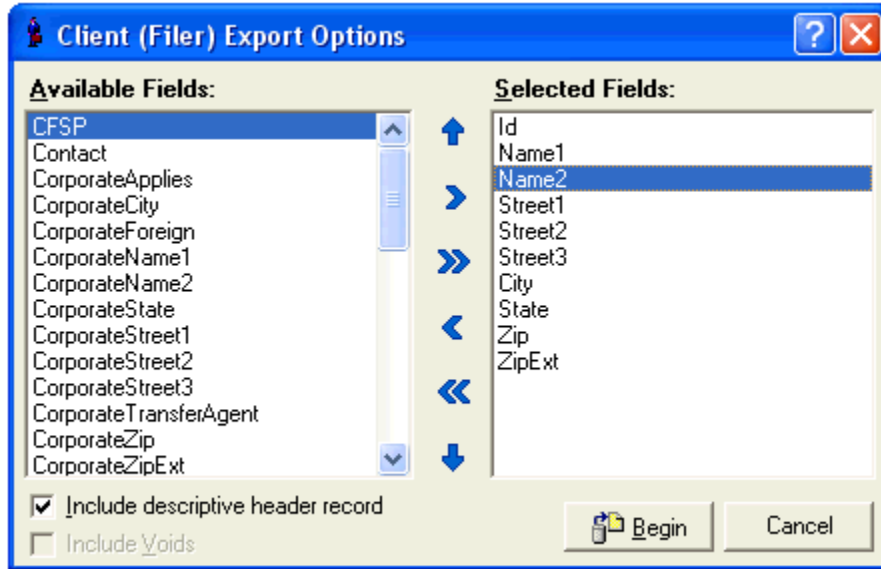 Client (Filer) Export Options
Available Fields:
CFSP
Contact
CorporateApplies
CorporateCity
CorporateForeign
CorporateName1
CorporateName2
CorporateState
CorporateStreet1
CorporateStreet2
CorporateStreet3
CorporateTransferAgent
CorporateZip
CorporateZipExt
Selected Fields:
Id
Name1
Name2
Street1
Street2
Street3
City
State
Zip
ZipExt
Include descriptive header record
Include Voids
Begin
Cancel